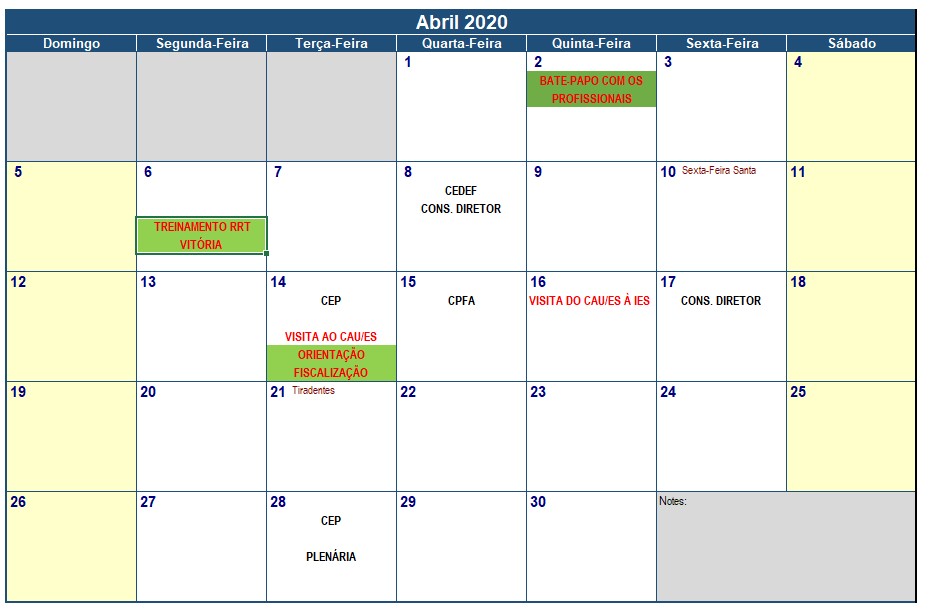 Abril 2020
Domingo Segunda-Feira Terça-Feira Quarta-Feira Quinta-Feira Sexta-Feira Sábado
1 2 3 4
BATE-PAPO COM OS
PROFISSIONAIS
5 6 7 8 9 10 Sexta-Feira Santa 11
CEDEF
CONS. DIRETOR
TREINAMENTO RRT
VITÓRIA
12 13 14 15 16 17 18
CEP CPFA VISITA DO CAU/ES À IES CONS. DIRETOR
VISITA AO CAU/ES
ORIENTAÇÃO
FISCALIZAÇÃO
19 20 21 Tiradentes 22 23 24 25
26 27 28 29 30 Notes:
CEP
PLENÁRIA